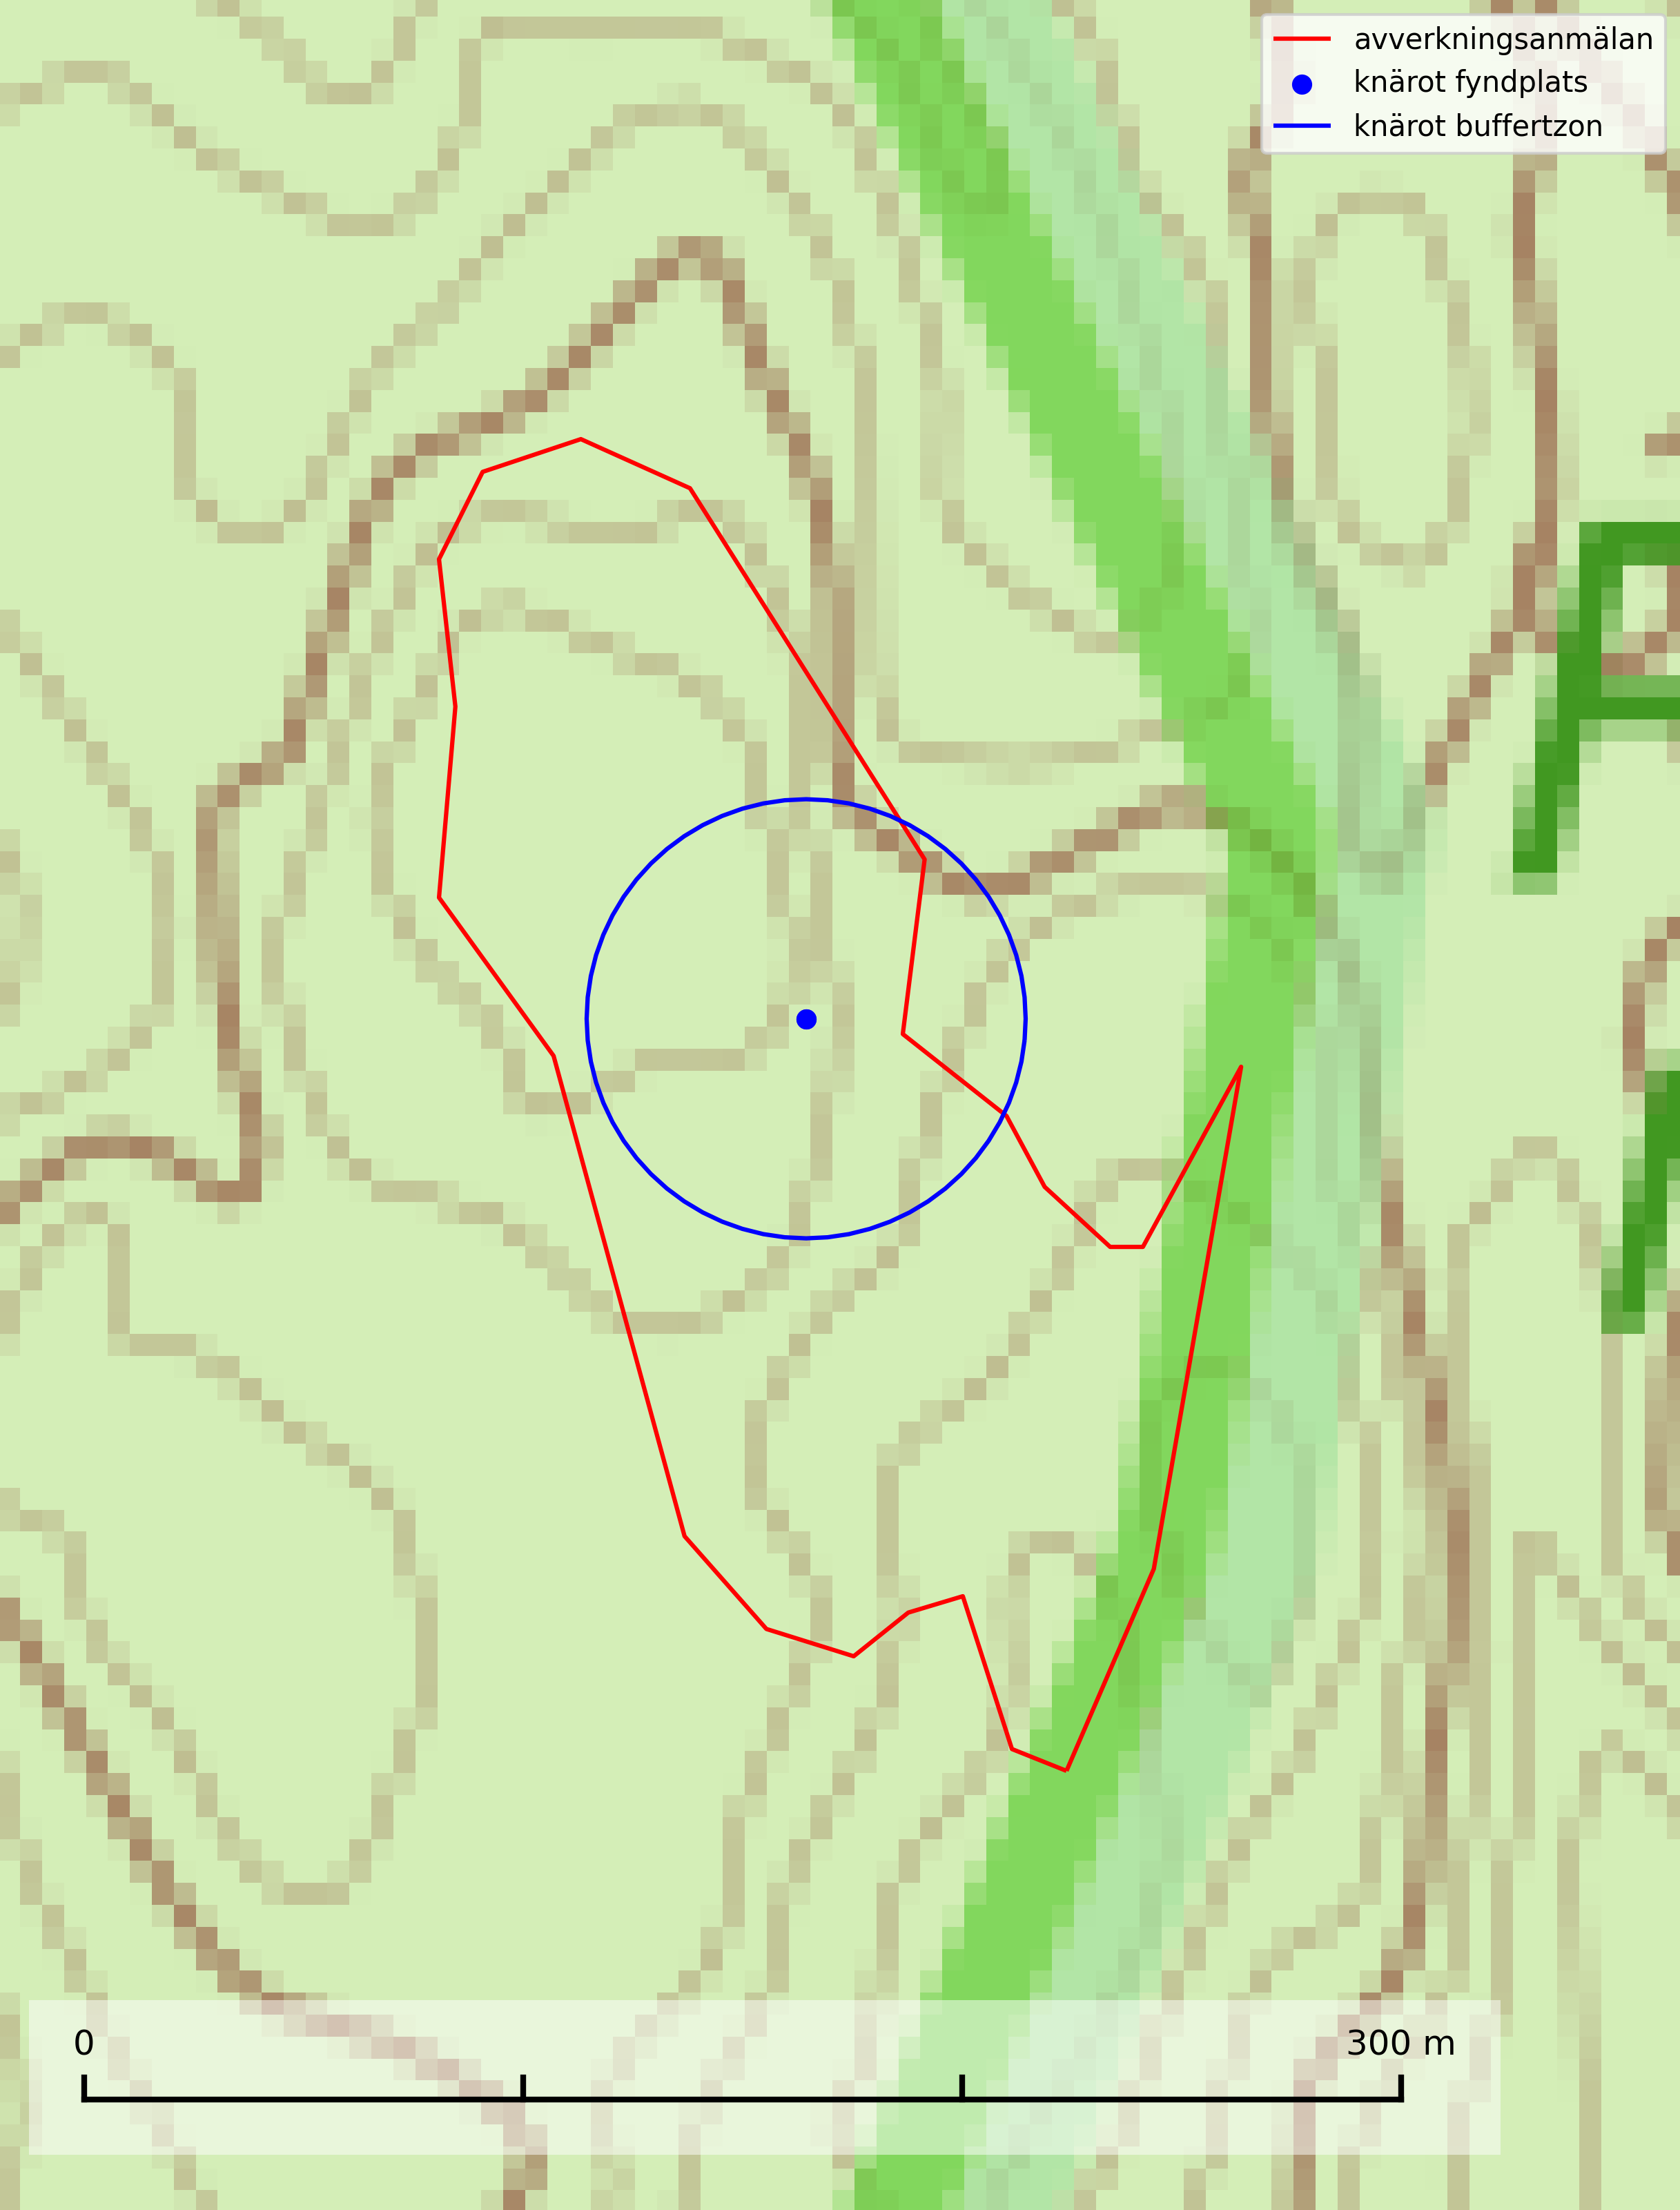 avverkningsanmälan
knärot fyndplats
knärot buffertzon
0
300 m